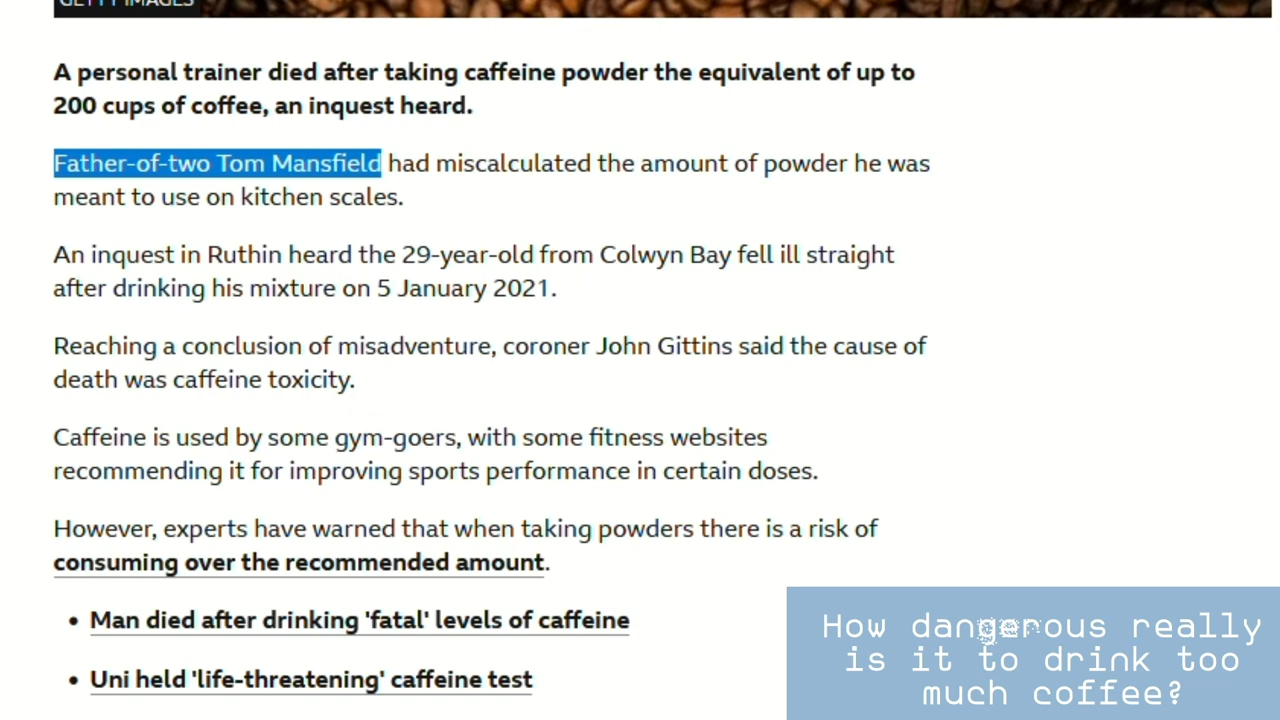 GETTY IMAGES
A personal trainer died after taking caffeine powder the equivalent of up to
200 cups of coffee, an inquest heard.
Father-of-two Tom Mansfield had miscalculated the amount of powder he was
meant to use on kitchen scales.
An inquest in Ruthin heard the 29-year-old from Colwyn Bay fell ill straight
after drinking his mixture on 5 January 2021.
Reaching a conclusion of misadventure, coroner John Gittins said the cause of
death was caffeine toxicity.
Caffeine is used by some gym-goers, with some fitness websites
recommending it for improving sports performance in certain doses.
However, experts have warned that when taking powders there is a risk of
consuming over the recommended amount.
• Man died after drinking 'fatal' levels of caffeine
• Uni held 'life-threatening' caffeine test
How dangerous really
is it to drink too
much coffee?